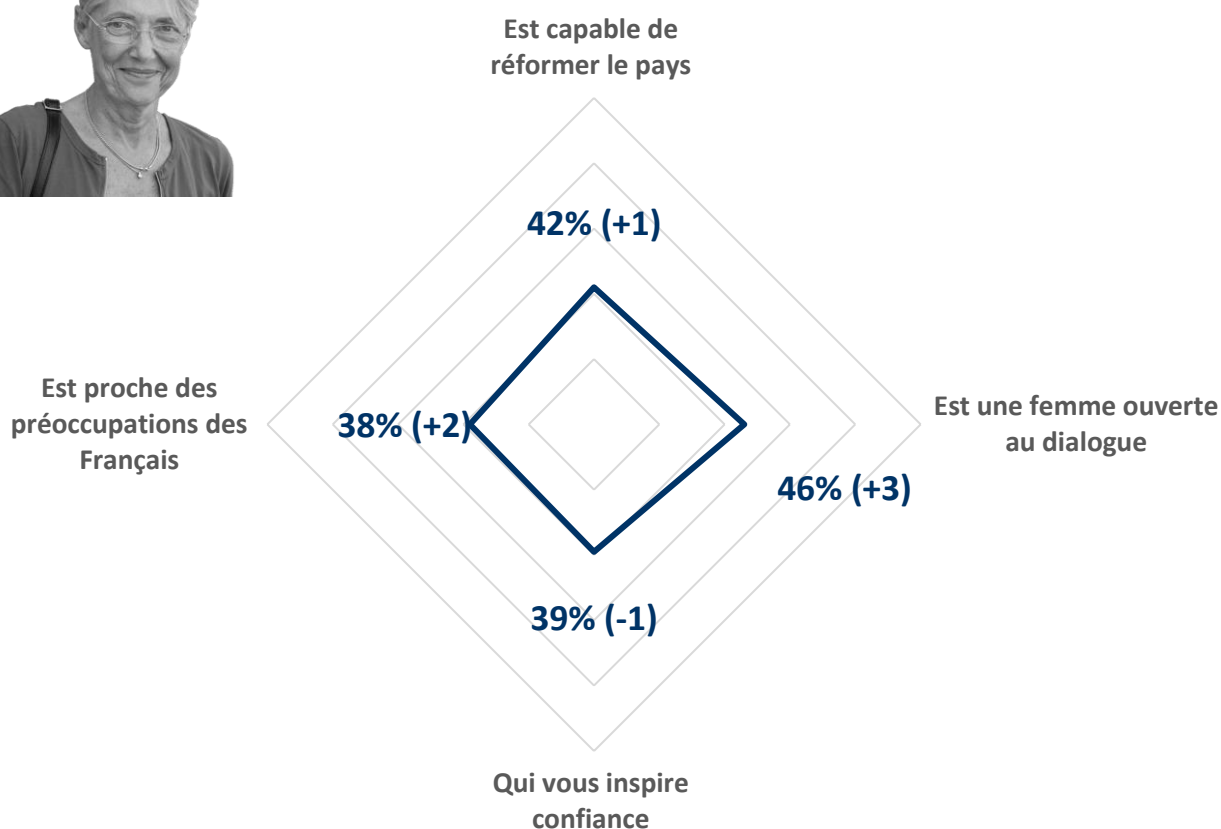 Est capable de
réformer le pays
42% (+1)
Est proche des
préoccupations des
Français
38% (+2)
Est une femme ouverte
au dialogue
46% (+3)
39% (-1)
Qui vous inspire
confiance